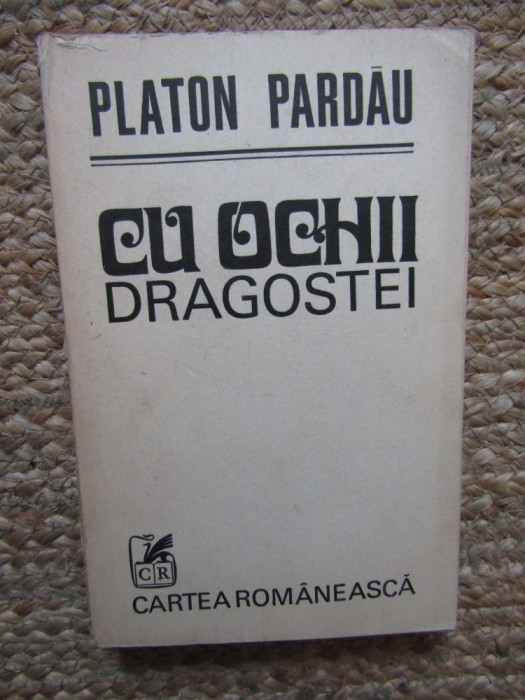 PLATON PARDĂU
CU OCHII
DRAGOSTEI
CR
CARTEA ROMÂNEASCĂ